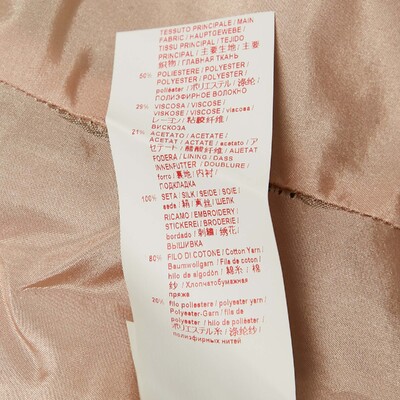 TESSUTO PRINCIPALE / MAIN
FABRIC / HAUPTGEWEBE /
TISSU PRINCIPAL / TEJIDO
PRINCIPAL / 主要生地 / 主要
织物 / ГЛАВНАЯ ТКАНЬ
50% POLIESTERE / POLYESTER /
POLYESTER / POLYESTER /
poliéster / ポリエステル / 涤纶
/ ПОЛИЭФИРНОЕ ВОЛОКНО
29% VISCOSA / VISCOSE /
VISKOSE / VISCOSE / viscosa /
レーヨン / 粘胶纤维 /
ВИСКОЗА
21% ACETATO / ACETATE /
ACETAT / ACTATE / acetato / ア
セテート / 醋酸纤维 / АЦЕТАТ
FODERA / LINING / DASS
INNENFUTTER / DOUBLURE /
forro / 裏地 / 内衬 /
ПОДКЛАДКА
100% SETA / SILK / SEIDE / SOIE /
seda / 絹 / 真丝 / ШЕЛК
RICAMO / EMBROIDERY /
STICKEREI / BRODERIE /
bordado / 刺繍 / 绣花 /
ВЫШИВКА
80% FILO DI COTONE / Cotton Yarn /
Baumwollgarn / Fils de coton /
hilo de algodón / 綿糸 / 棉
纱 / Хлопчатобумажная
пряжа
20% filo poliestere / polyester yarn /
Polyester-Garn / fils de
polyester / hilo de poliéster /
ポリエステル糸 / 涤纶纱 /
полиэфирных нитей